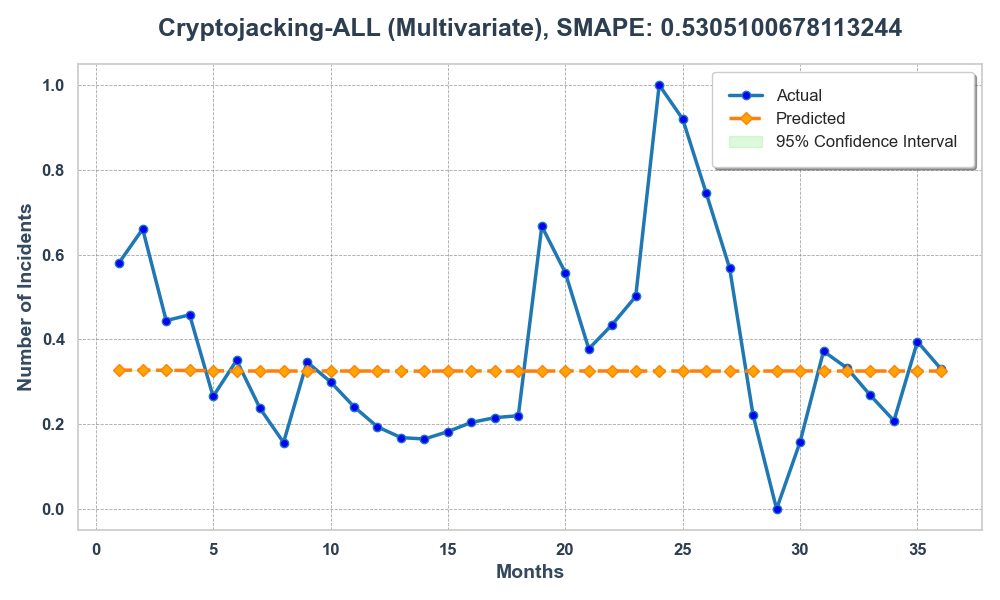 Cryptojacking-ALL (Multivariate), SMAPE: 0.5305100678113244
Actual
Predicted
95% Confidence Interval
Number of Incidents
1.0
0.8
0.6
0.4
0.2
0.0
0 5 10 15 20 25 30 35
Months